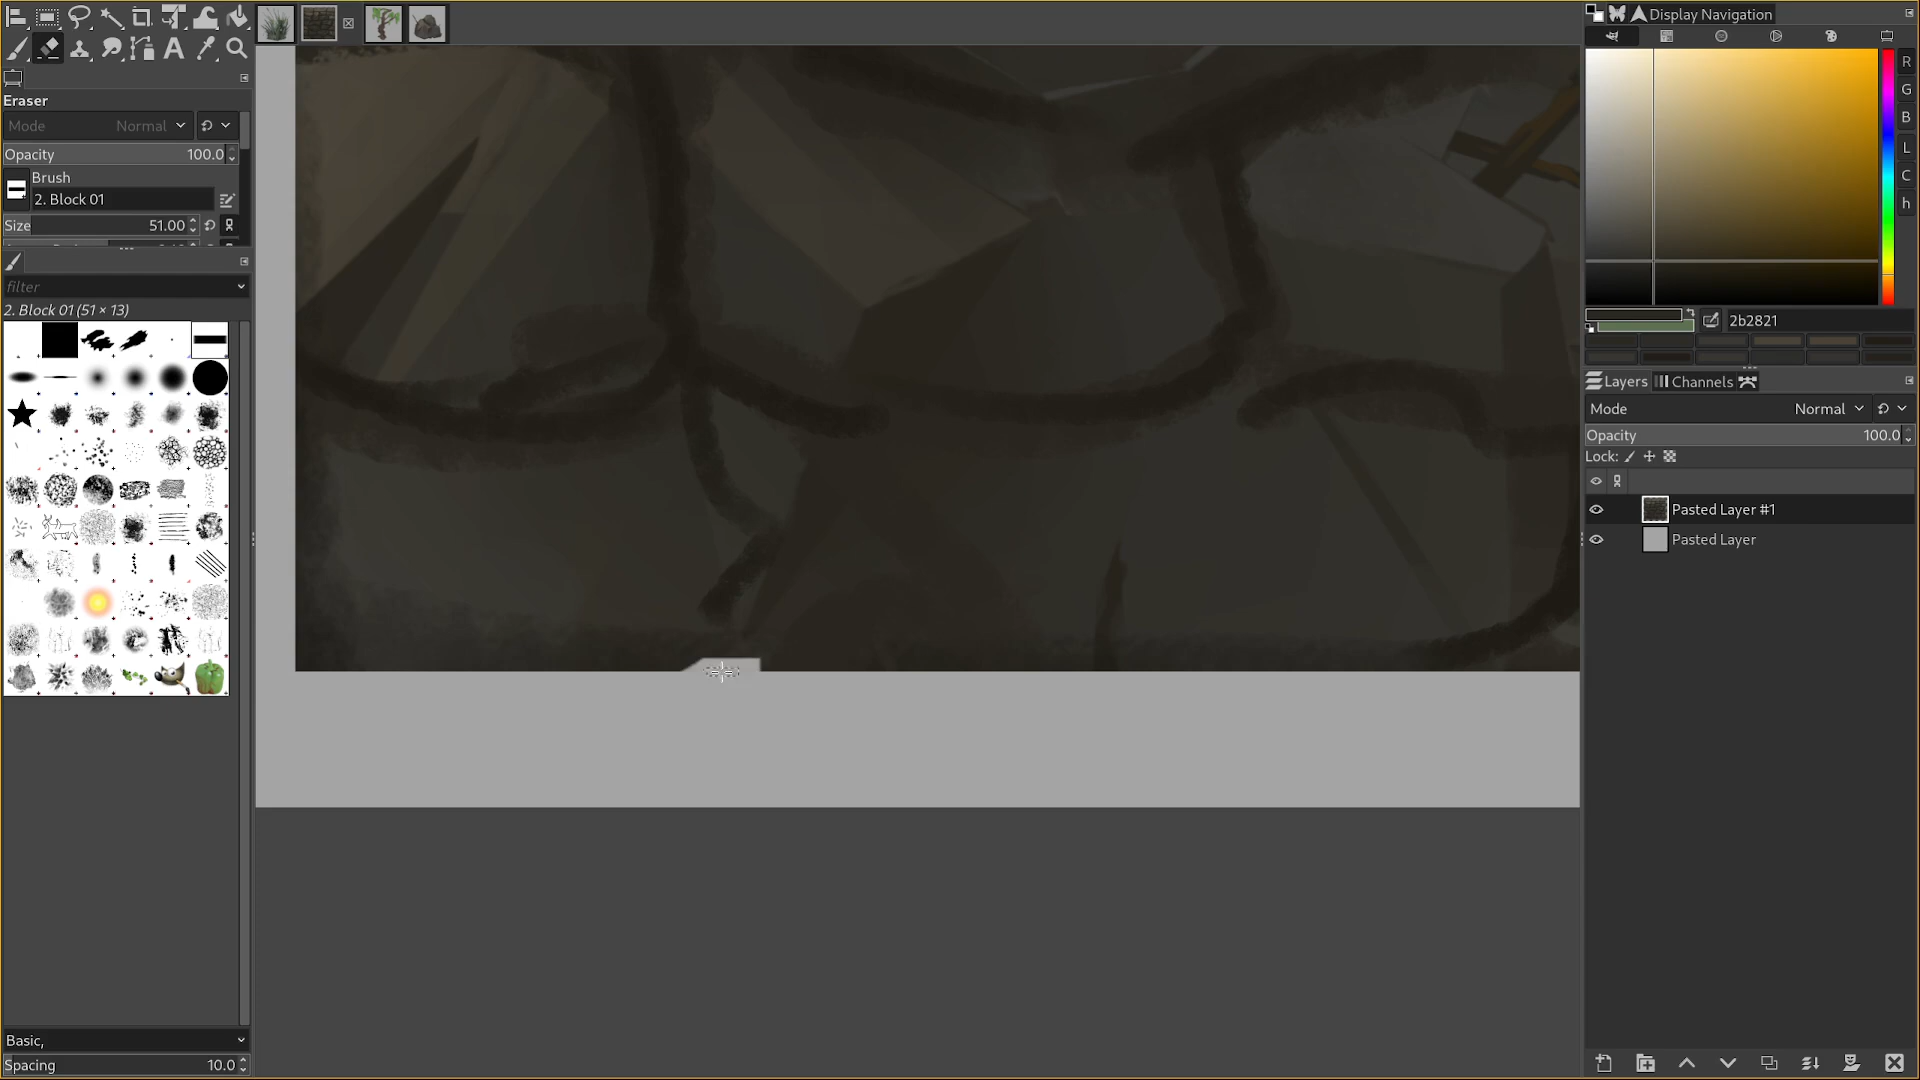 Display Navigation
R
G
B
L
C
h
2b2821
Eraser
Mode Normal
Opacity 100.0
Brush
2. Block 01
Size 51.00
filter
2. Block 01 (51 × 13)
Basic,
Spacing 10.0
Layers Channels
Mode Normal
Opacity 100.0
Lock:
Pasted Layer #1
Pasted Layer